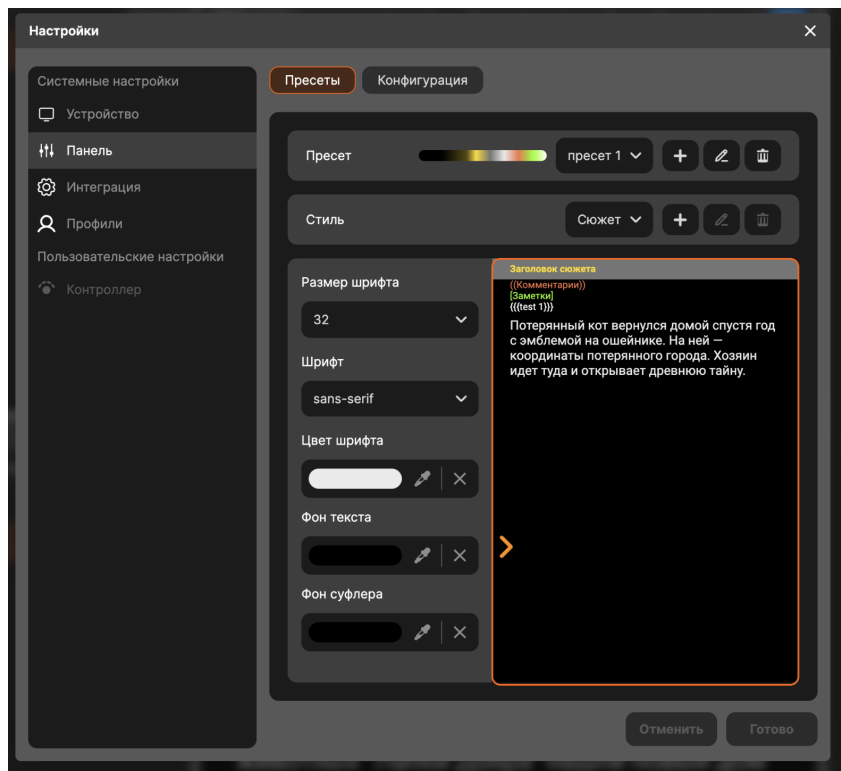 Настройки
Системные настройки
Устройство
Панель
Интеграция
Профили
Пользовательские настройки
Контроллер
Пресеты
Конфигурация
Пресет
пресет 1
Стиль
Сюжет
Размер шрифта
32
Шрифт
sans-serif
Цвет шрифта
Фон текста
Фон суфлера
Заголовок сюжета
((Комментарии))
[Заметки]
{{{test 1}}}
Потерянный кот вернулся домой спустя год
с эмблемой на ошейнике. На ней —
координаты потерянного города. Хозяин
идет туда и открывает древнюю тайну.
Отменить
Готово